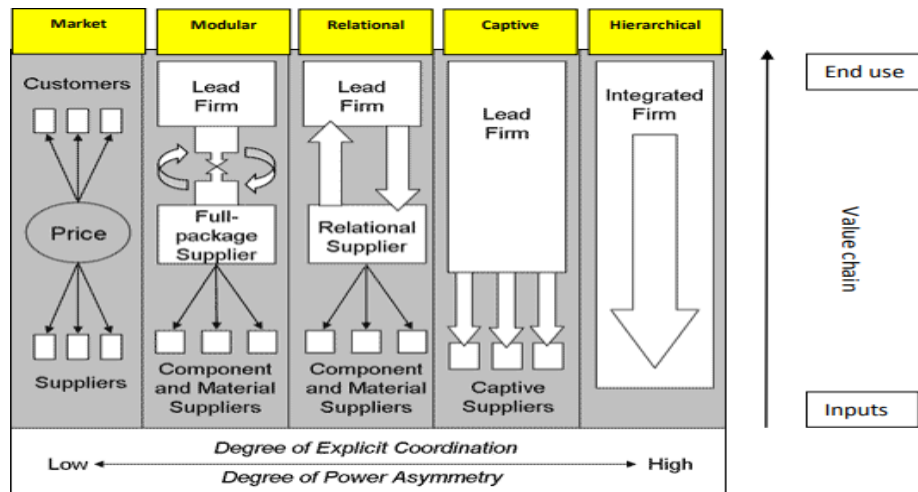 Market
Modular
Relational
Captive
Hierarchical
Customers
Price
Suppliers
Lead
Firm
Full-
package
Supplier
Component
and Material
Suppliers
Lead
Firm
Relational
Supplier
Component
and Material
Suppliers
Lead
Firm
Captive
Suppliers
Integrated
Firm
End use
Value chain
Inputs
Degree of Explicit Coordination
Low
High
Degree of Power Asymmetry